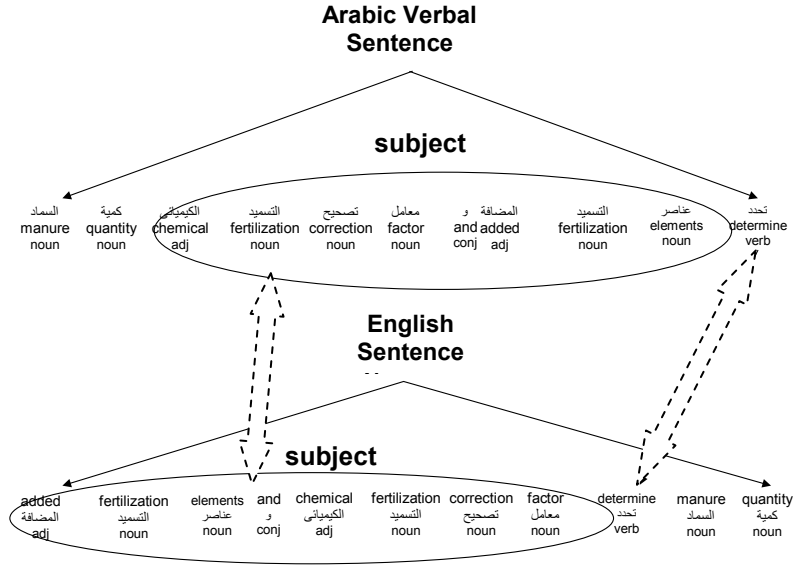 Arabic Verbal
Sentence
subject
السماد كمية الكيميائى التسميد تصحيح معامل و المضافة التسميد عناصر تحدد
manure quantity chemical fertilization correction factor and added fertilization elements determine
noun noun adj noun noun noun conj adj noun noun verb
English
Sentence
subject
added fertilization elements and chemical fertilization correction factor determine manure quantity
المضافة التسميد عناصر و الكيميائى التسميد تصحيح معامل تحدد السماد كمية
adj noun noun conj adj noun noun noun verb noun noun